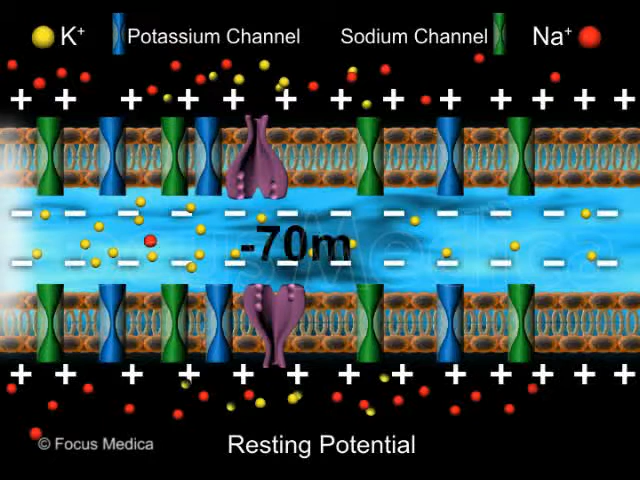 K⁺ Potassium Channel Sodium Channel Na⁺
-70m
Resting Potential
© Focus Medica